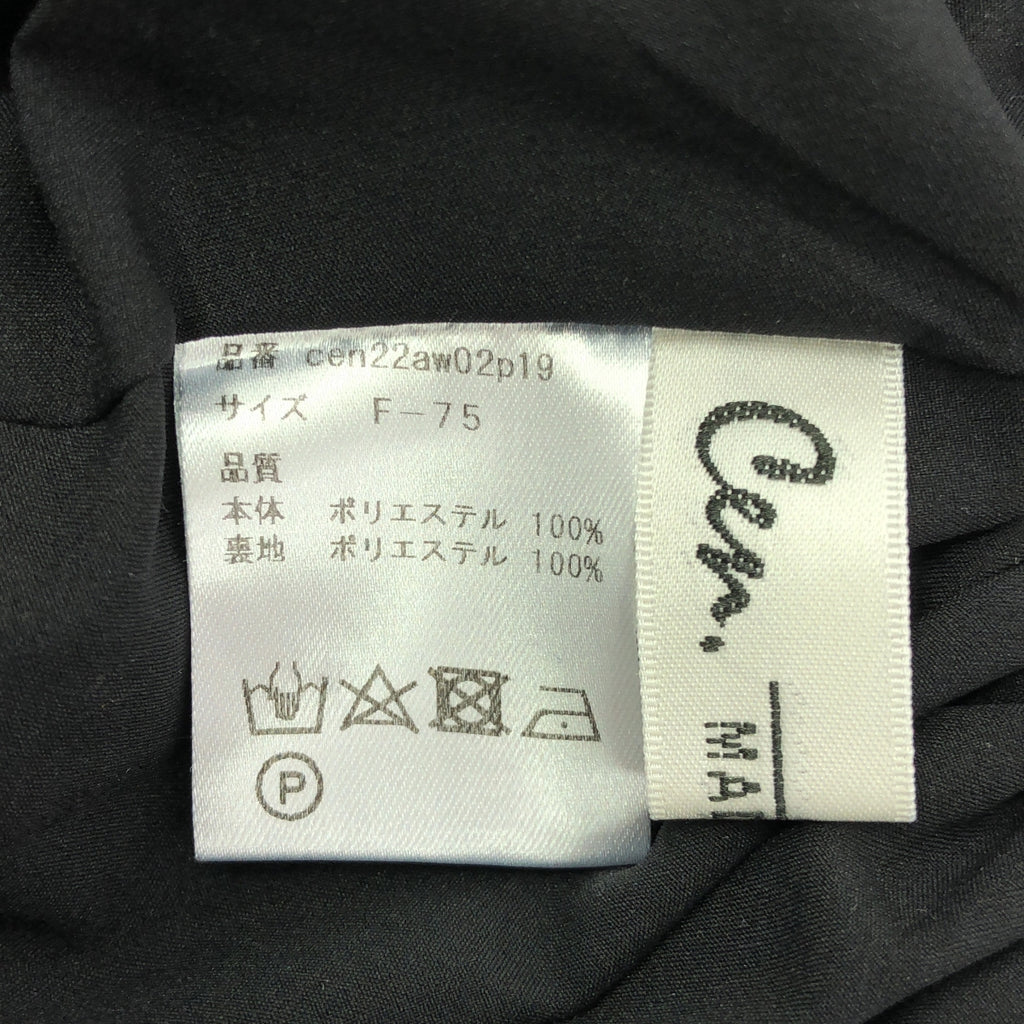 品番 cen22aw02p19
サイズ F-75
品質
本体 ポリエステル 100%
裏地 ポリエステル 100%
P
Cen.